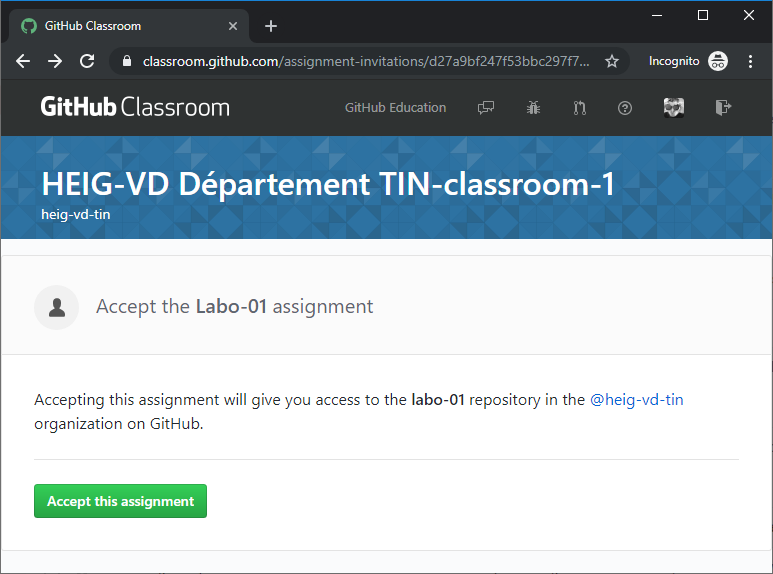 GitHub Classroom
classroom.github.com/assignment-invitations/d27a9bf247f53bbc297f7...
Incognito
GitHub Classroom
GitHub Education
HEIG-VD Département TIN-classroom-1
heig-vd-tin
Accept the Labo-01 assignment
Accepting this assignment will give you access to the labo-01 repository in the @heig-vd-tin
organization on GitHub.
Accept this assignment